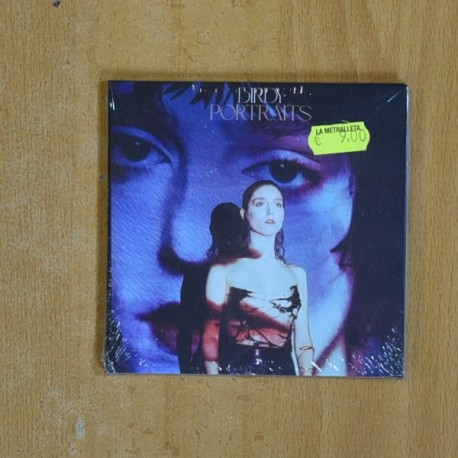 BIRDY
PORTRAITS
LA METRALLETA
€ 9,00